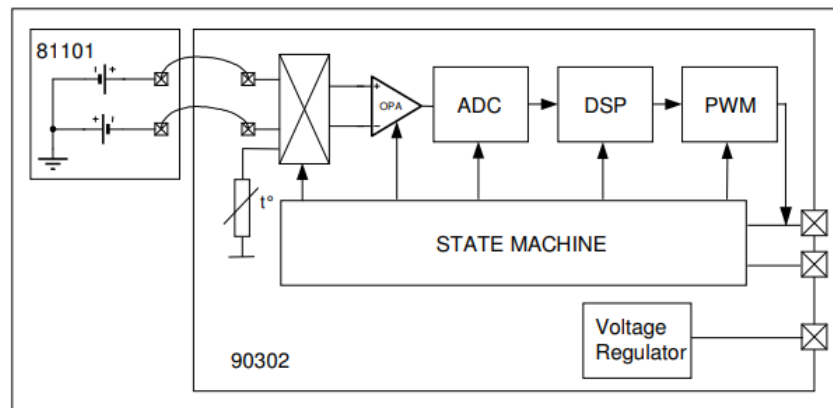 81101
OPA
ADC
DSP
PWM
t°
STATE MACHINE
Voltage
Regulator
90302